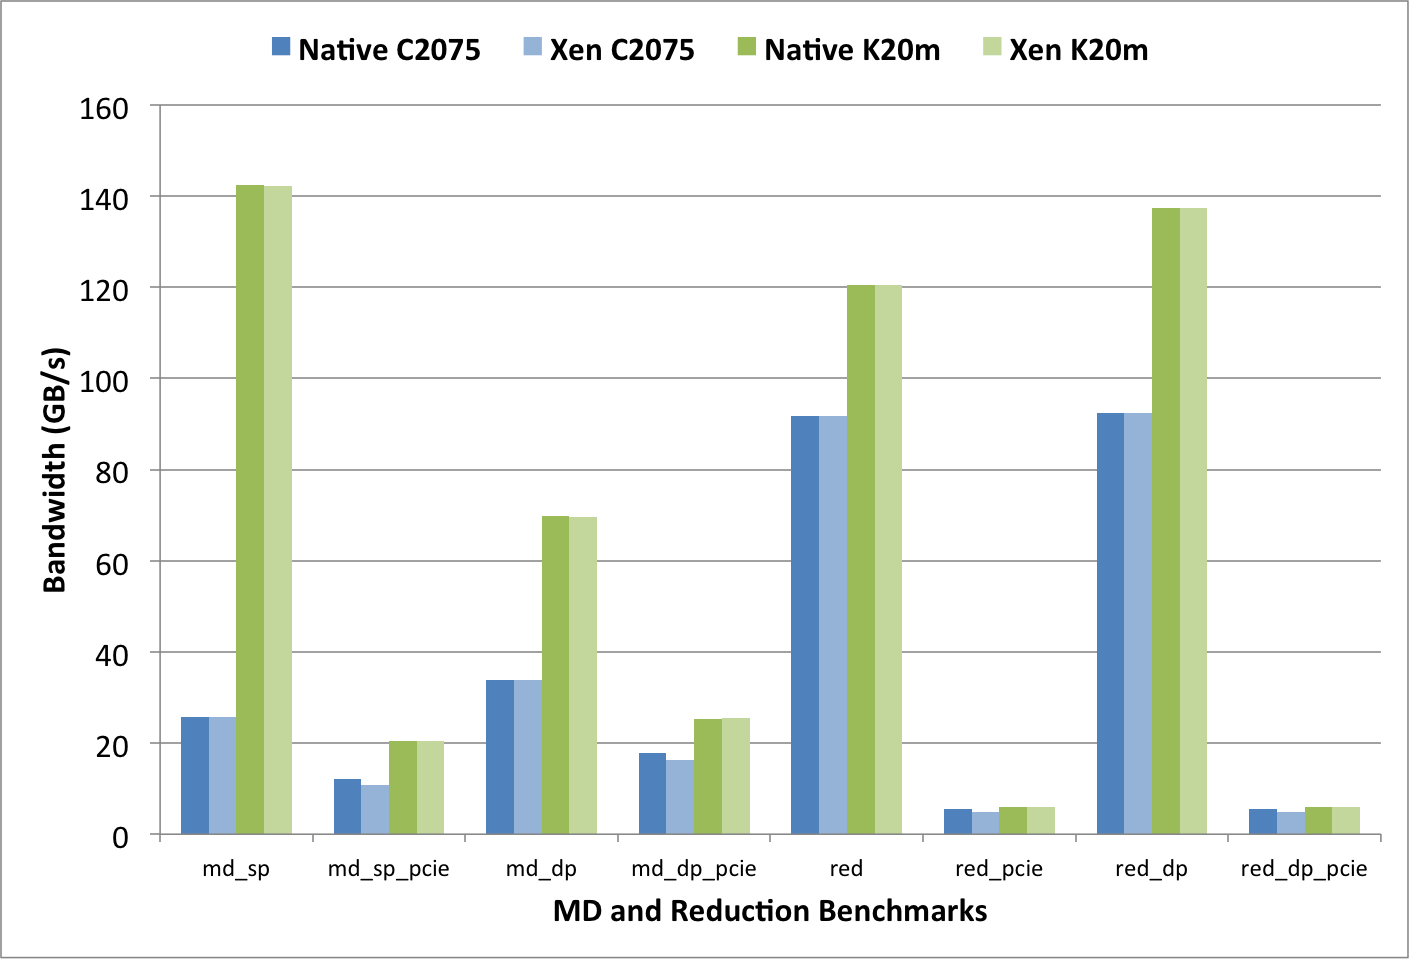 Native C2075 Xen C2075 Native K20m Xen K20m
160
140
120
100
80
60
40
20
0
Bandwidth (GB/s)
md_sp md_sp_pcie md_dp md_dp_pcie red red_pcie red_dp red_dp_pcie
MD and Reduction Benchmarks